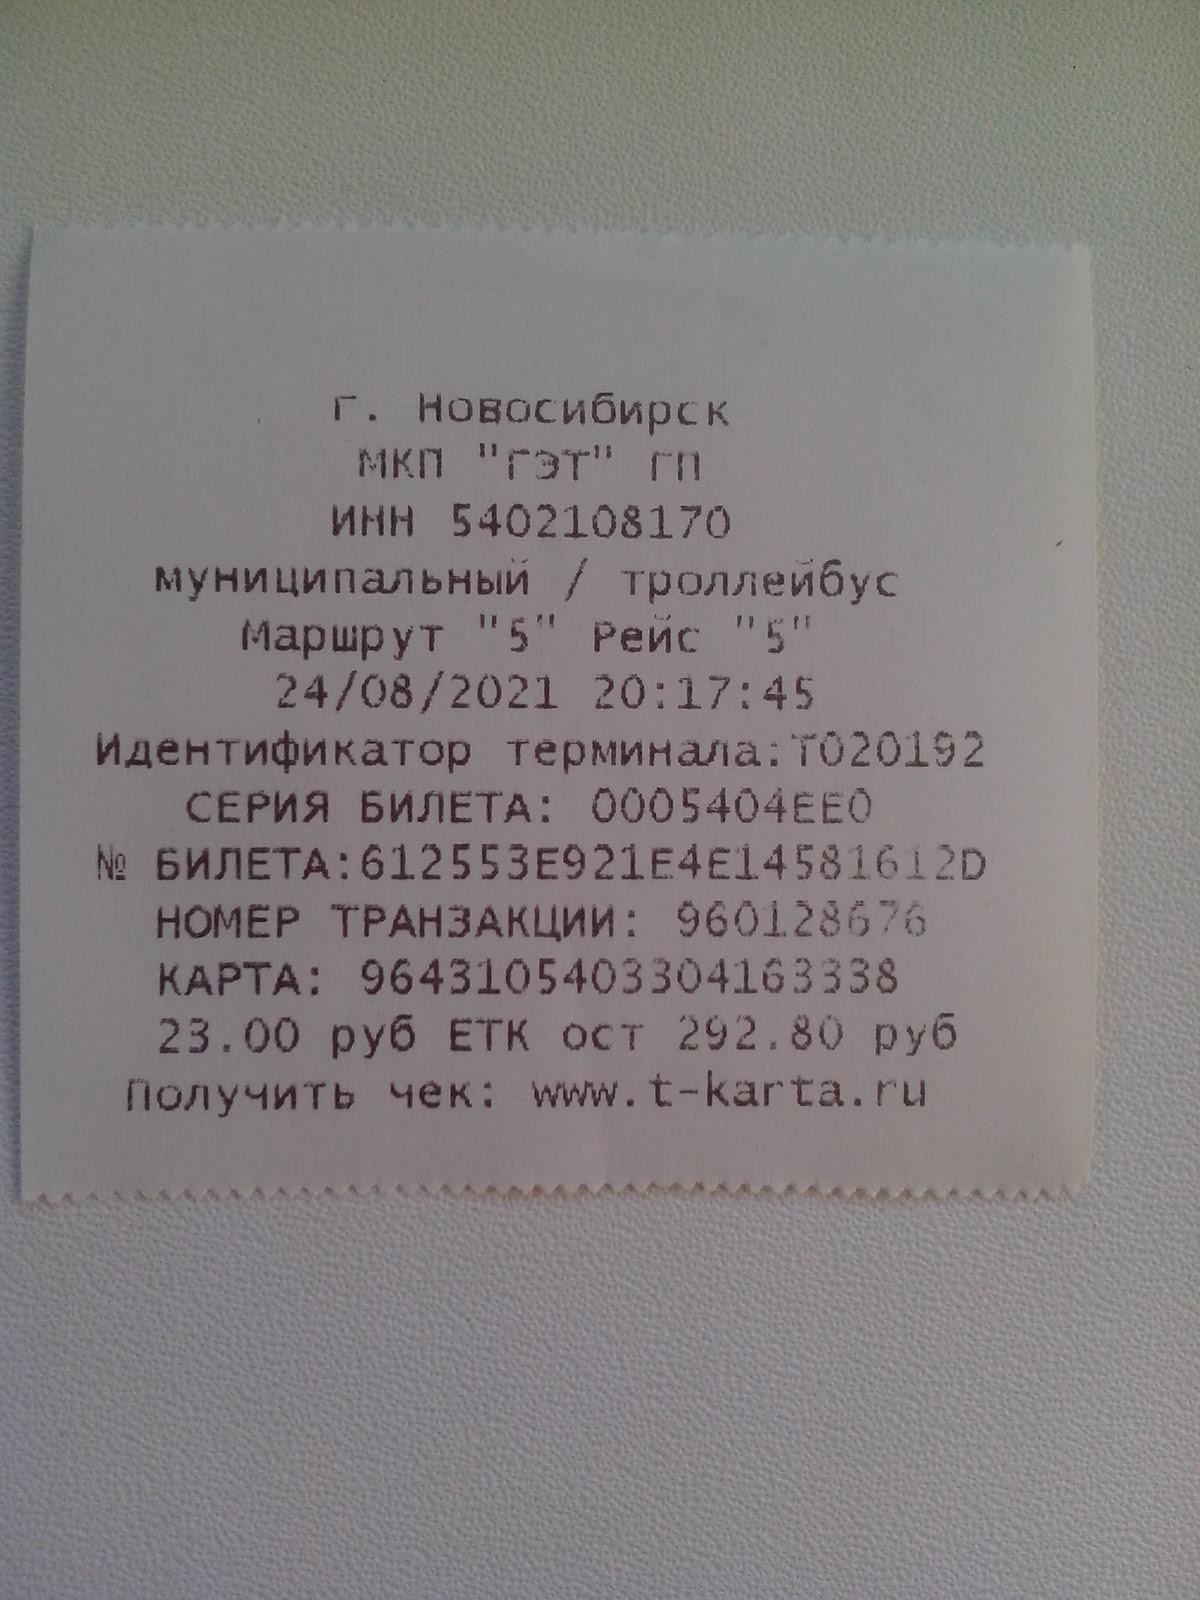 г. Новосибирск
МКП "ГЭТ" ГП
ИНН 5402108170
муниципальный / троллейбус
Маршрут "5" Рейс "5"
24/08/2021 20:17:45
Идентификатор терминала:T020192
СЕРИЯ БИЛЕТА: 0005404EE0
№ БИЛЕТА:612553E921E4E14581612D
НОМЕР ТРАНЗАКЦИИ: 960128676
КАРТА: 9643105403304163338
23.00 руб ЕТК ост 292.80 руб
Получить чек: www.t-karta.ru